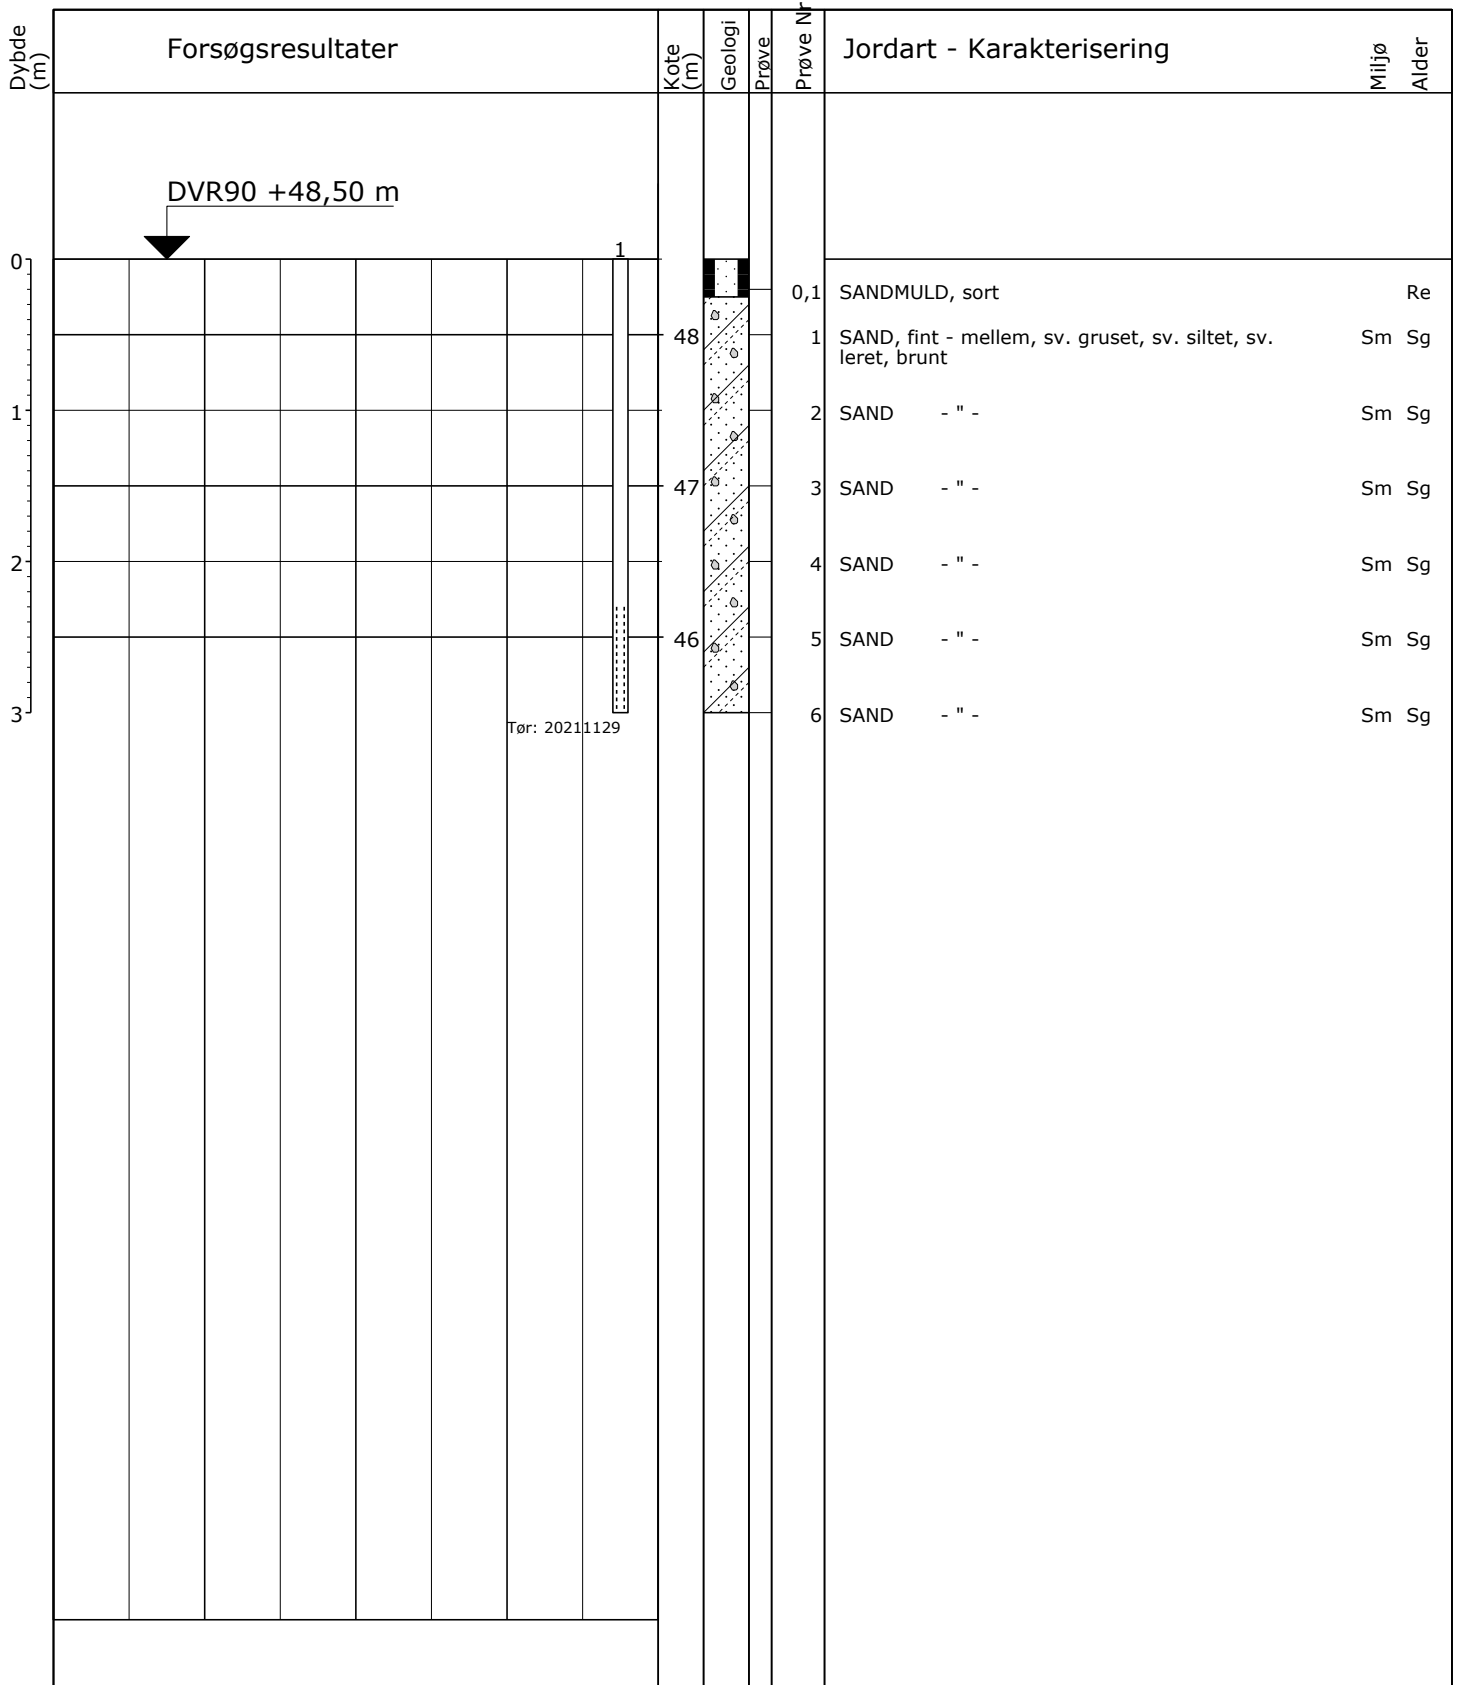 Dybde
(m)
Forsøgsresultater
Kote
(m)
Geologi
Prøve
Prøve Nr
Jordart - Karakterisering
Miljø
Alder
DVR90 +48,50 m
1
0
0,1 SANDMULD, sort Re
48 1 SAND, fint - mellem, sv. gruset, sv. siltet, sv. Sm Sg
leret, brunt
1 2 SAND - " - Sm Sg
47 3 SAND - " - Sm Sg
2 4 SAND - " - Sm Sg
46 5 SAND - " - Sm Sg
3 6 SAND - " - Sm Sg
Tør: 20211129